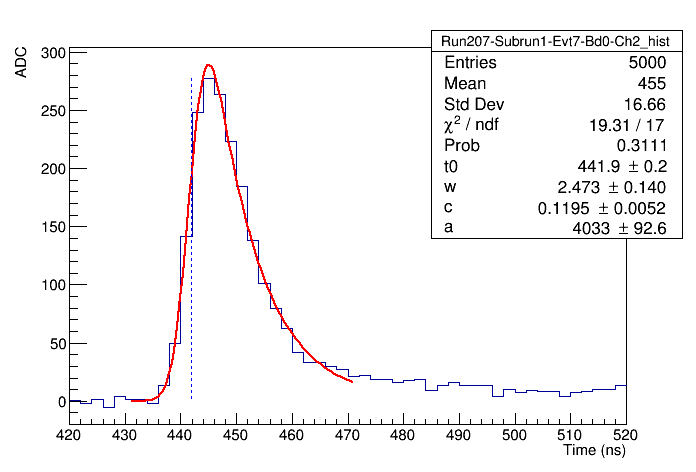 Run207-Subrun1-Evt7-Bd0-Ch2_hist
Entries 5000
Mean 455
Std Dev 16.66
χ² / ndf 19.31 / 17
Prob 0.3111
t0 441.9 ± 0.2
w 2.473 ± 0.140
c 0.1195 ± 0.0052
a 4033 ± 92.6
ADC
300
250
200
150
100
50
0
420 430 440 450 460 470 480 490 500 510 520
Time (ns)